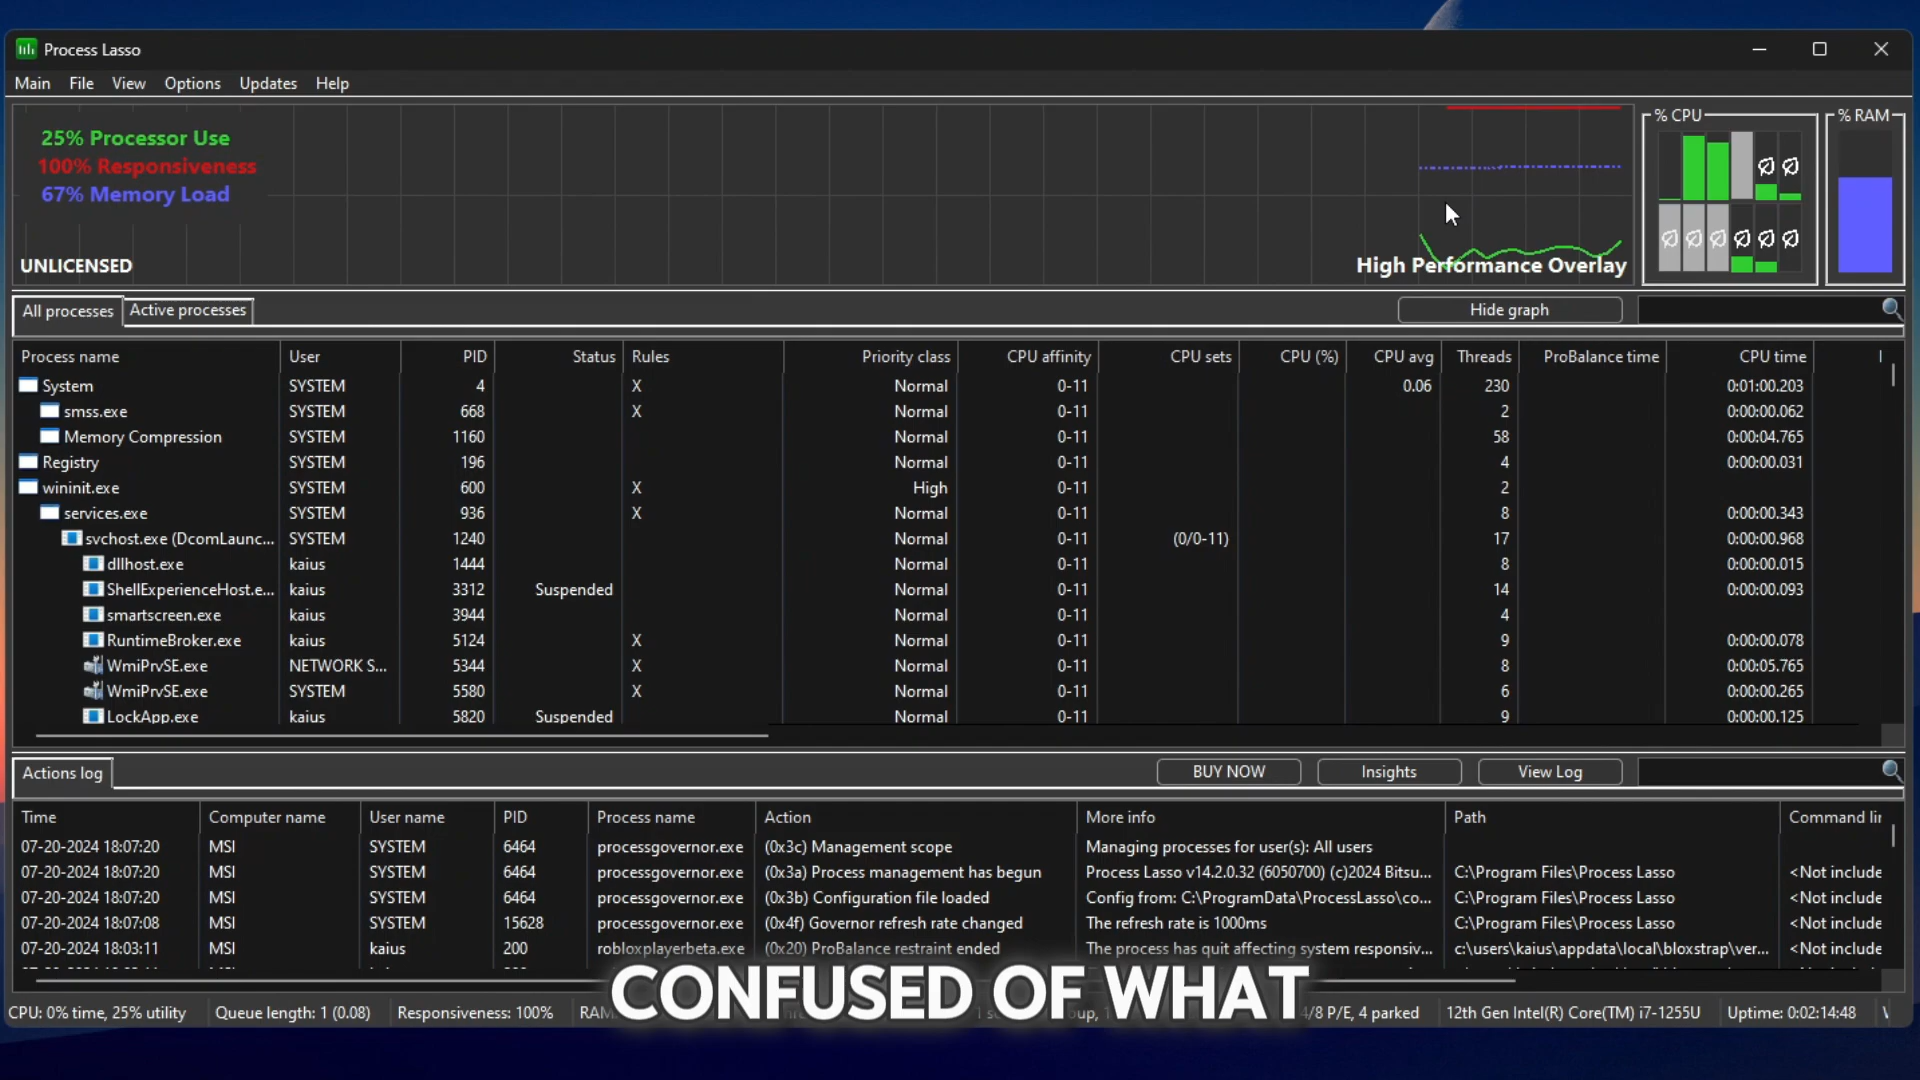 Process Lasso
Main File View Options Updates Help
25% Processor Use
100% Responsiveness
67% Memory Load
UNLICENSED
High Performance Overlay
% CPU
% RAM
All processes Active processes Hide graph
Process name User PID Status Rules Priority class CPU affinity CPU sets CPU (%) CPU avg Threads ProBalance time CPU time
System SYSTEM 4 X Normal 0-11 0.06 230 0:01:00.203
smss.exe SYSTEM 668 X Normal 0-11 2 0:00:00.062
Memory Compression SYSTEM 1160 Normal 0-11 58 0:00:04.765
Registry SYSTEM 196 Normal 0-11 4 0:00:00.031
wininit.exe SYSTEM 600 X High 0-11 2
services.exe SYSTEM 936 X Normal 0-11 8 0:00:00.343
svchost.exe (DcomLaunc... SYSTEM 1240 Normal 0-11 (0/0-11) 17 0:00:00.968
dllhost.exe kaius 1444 Normal 0-11 8 0:00:00.015
ShellExperienceHost.e... kaius 3312 Suspended Normal 0-11 14 0:00:00.093
smartscreen.exe kaius 3944 Normal 0-11 4
RuntimeBroker.exe kaius 5124 X Normal 0-11 9 0:00:00.078
WmiPrvSE.exe NETWORK S... 5344 X Normal 0-11 8 0:00:05.765
WmiPrvSE.exe SYSTEM 5580 X Normal 0-11 6 0:00:00.265
LockApp.exe kaius 5820 Suspended Normal 0-11 9 0:00:00.125
Actions log BUY NOW Insights View Log
Time Computer name User name PID Process name Action More info Path Command lin
07-20-2024 18:07:20 MSI SYSTEM 6464 processgovernor.exe (0x3c) Management scope Managing processes for user(s): All users
07-20-2024 18:07:20 MSI SYSTEM 6464 processgovernor.exe (0x3a) Process management has begun Process Lasso v14.2.0.32 (6050700) (c)2024 Bitsu... C:\Program Files\Process Lasso <Not include
07-20-2024 18:07:20 MSI SYSTEM 6464 processgovernor.exe (0x3b) Configuration file loaded Config from: C:\ProgramData\ProcessLasso\co... C:\Program Files\Process Lasso <Not include
07-20-2024 18:07:08 MSI SYSTEM 15628 processgovernor.exe (0x4f) Governor refresh rate changed The refresh rate is 1000ms C:\Program Files\Process Lasso <Not include
07-20-2024 18:03:11 MSI kaius 200 robloxplayerbeta.exe (0x20) ProBalance restraint ended The process has quit affecting system responsiv... c:\users\kaius\appdata\local\bloxstrap\ver... <Not include
CONFUSED OF WHAT
CPU: 0% time, 25% utility Queue length: 1 (0.08) Responsiveness: 100% RAM 4/8 P/E, 4 parked 12th Gen Intel(R) Core(TM) i7-1255U Uptime: 0:02:14:48